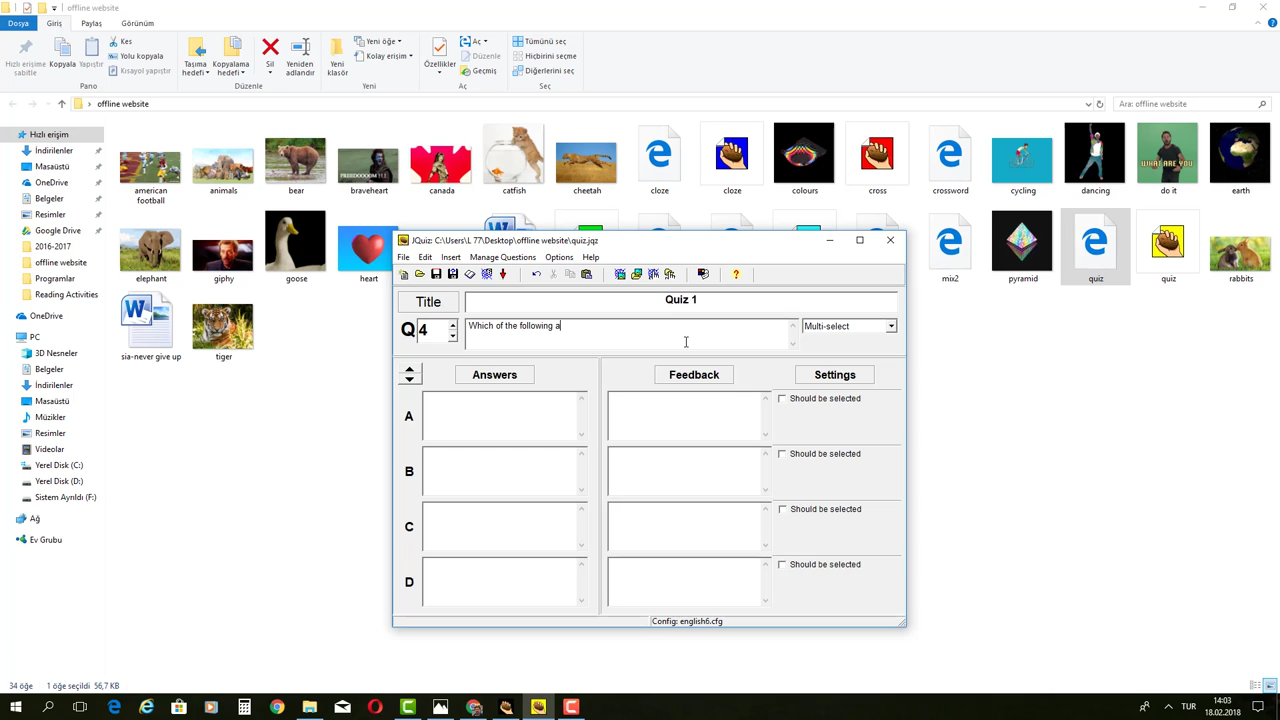 offline website
Dosya Giriş Paylaş Görünüm
Hızlı erişime sabitle
Kopyala
Yapıştır
Kes
Yolu kopyala
Kısayol yapıştır
Pano
Taşıma hedefi
Kopyalama hedefi
Sil
Yeniden adlandır
Düzenle
Yeni klasör
Yeni öğe
Kolay erişim
Yeni
Özellikler
Aç
Düzenle
Geçmiş
Aç
Tümünü seç
Hiçbirini seçme
Diğerlerini seç
Seç
offline website
Ara: offline website
Hızlı erişim
İndirilenler
Masaüstü
OneDrive
Belgeler
Resimler
Google Drive
2016-2017
offline website
Programlar
Reading Activities
OneDrive
PC
3D Nesneler
Belgeler
İndirilenler
Masaüstü
Müzikler
Resimler
Videolar
Yerel Disk (C:)
Yerel Disk (D:)
Sistem Ayrıldı (F:)
Ağ
Ev Grubu
american football
animals
bear
FREEDOOOOM !!!
braveheart
canada
catfish
cheetah
cloze
cloze
colours
cross
crossword
cycling
dancing
WHAT ARE YOU
do it
earth
elephant
giphy
goose
heart
mix2
pyramid
quiz
quiz
rabbits
sia-never give up
tiger
JQuiz: C:\Users\L 77\Desktop\offline website\quiz.jqz
File Edit Insert Manage Questions Options Help
Title
Quiz 1
Q 4
Which of the following a
Multi-select
Answers Feedback Settings
A
Should be selected
B
Should be selected
C
Should be selected
D
Should be selected
Config: english6.cfg
34 öğe 1 öğe seçildi 56,7 KB
TUR
14:03
18.02.2018